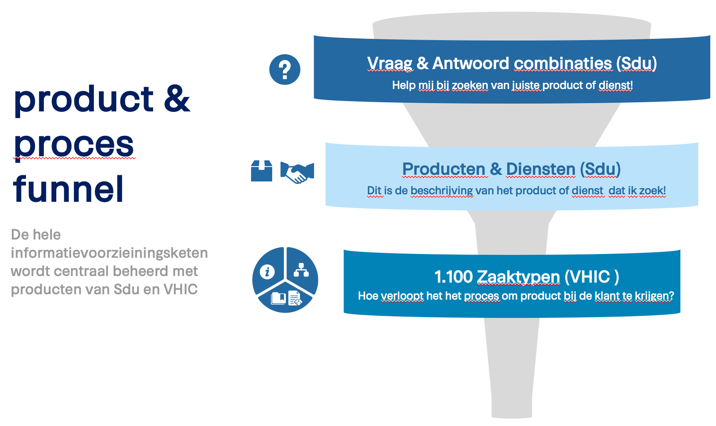 product &
proces
funnel
De hele
informatievoorzieiningsketen
wordt centraal beheerd met
producten van Sdu en VHIC
Vraag & Antwoord combinaties (Sdu)
Help mij bij zoeken van juiste product of dienst!
Producten & Diensten (Sdu)
Dit is de beschrijving van het product of dienst  dat ik zoek!
1.100 Zaaktypen (VHIC )
Hoe verloopt het het proces om product bij de klant te krijgen?